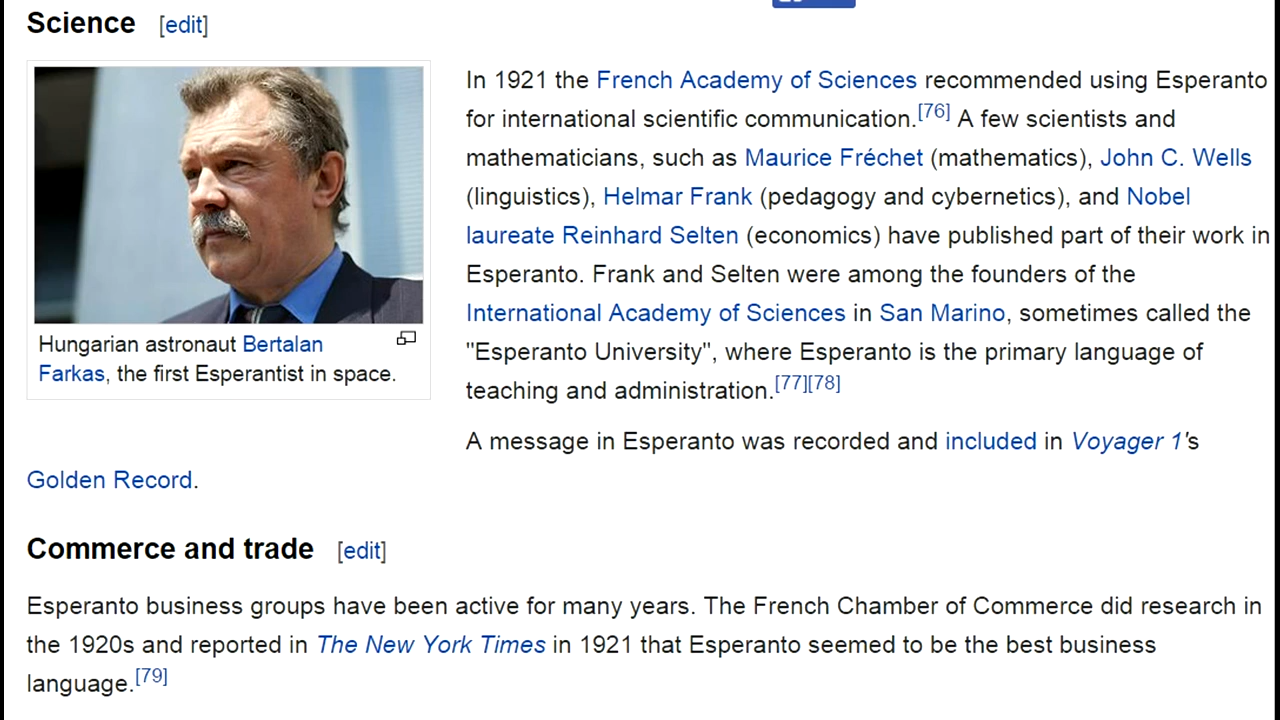 Science [edit]
In 1921 the French Academy of Sciences recommended using Esperanto
for international scientific communication.[76] A few scientists and
mathematicians, such as Maurice Fréchet (mathematics), John C. Wells
(linguistics), Helmar Frank (pedagogy and cybernetics), and Nobel
laureate Reinhard Selten (economics) have published part of their work in
Esperanto. Frank and Selten were among the founders of the
International Academy of Sciences in San Marino, sometimes called the
"Esperanto University", where Esperanto is the primary language of
teaching and administration.[77][78]
Hungarian astronaut Bertalan
Farkas, the first Esperantist in space.
A message in Esperanto was recorded and included in Voyager 1's
Golden Record.
Commerce and trade [edit]
Esperanto business groups have been active for many years. The French Chamber of Commerce did research in
the 1920s and reported in The New York Times in 1921 that Esperanto seemed to be the best business
language.[79]